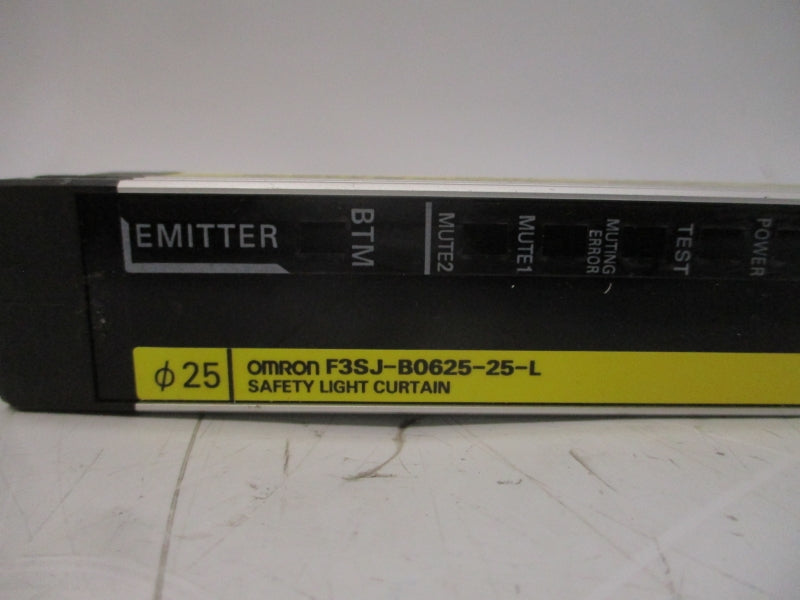 EMITTER
BTM
MUTE2
MUTE1
MUTING
ERROR
TEST
POWER
ϕ25
omron F3SJ-B0625-25-L
SAFETY LIGHT CURTAIN